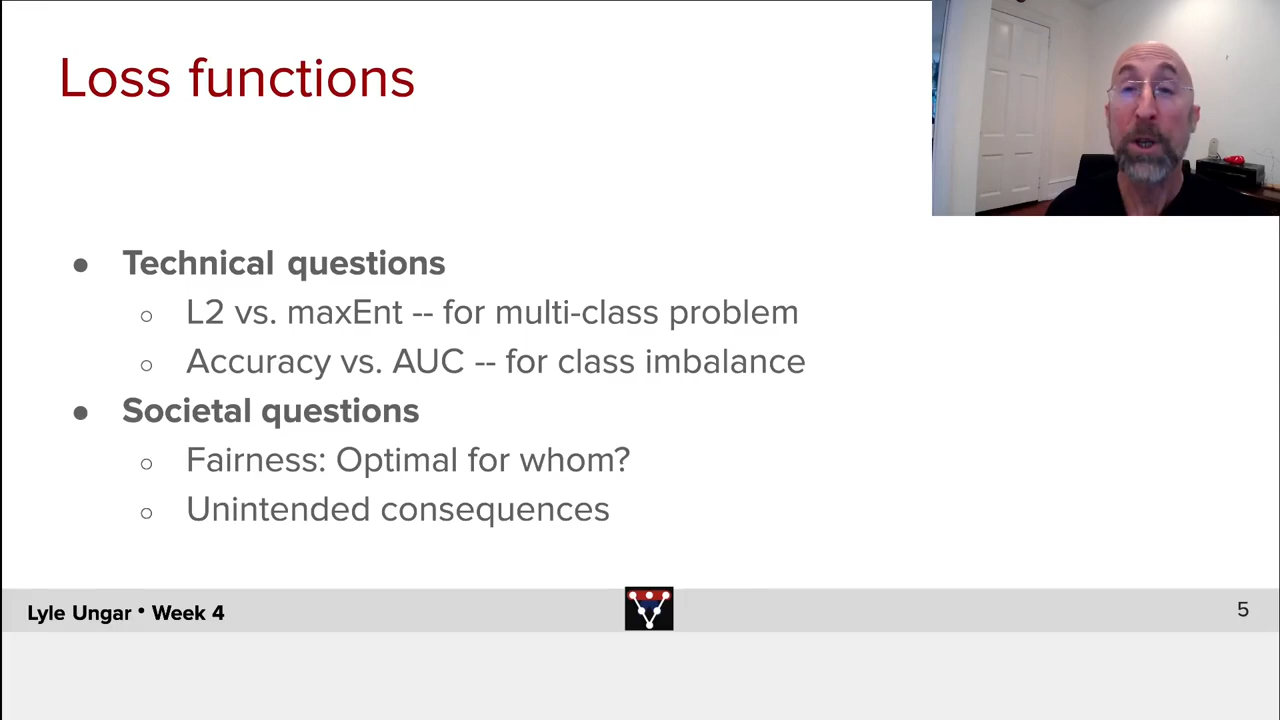 Loss functions
● Technical questions
○ L2 vs. maxEnt -- for multi-class problem
○ Accuracy vs. AUC -- for class imbalance
● Societal questions
○ Fairness: Optimal for whom?
○ Unintended consequences
Lyle Ungar • Week 4
5